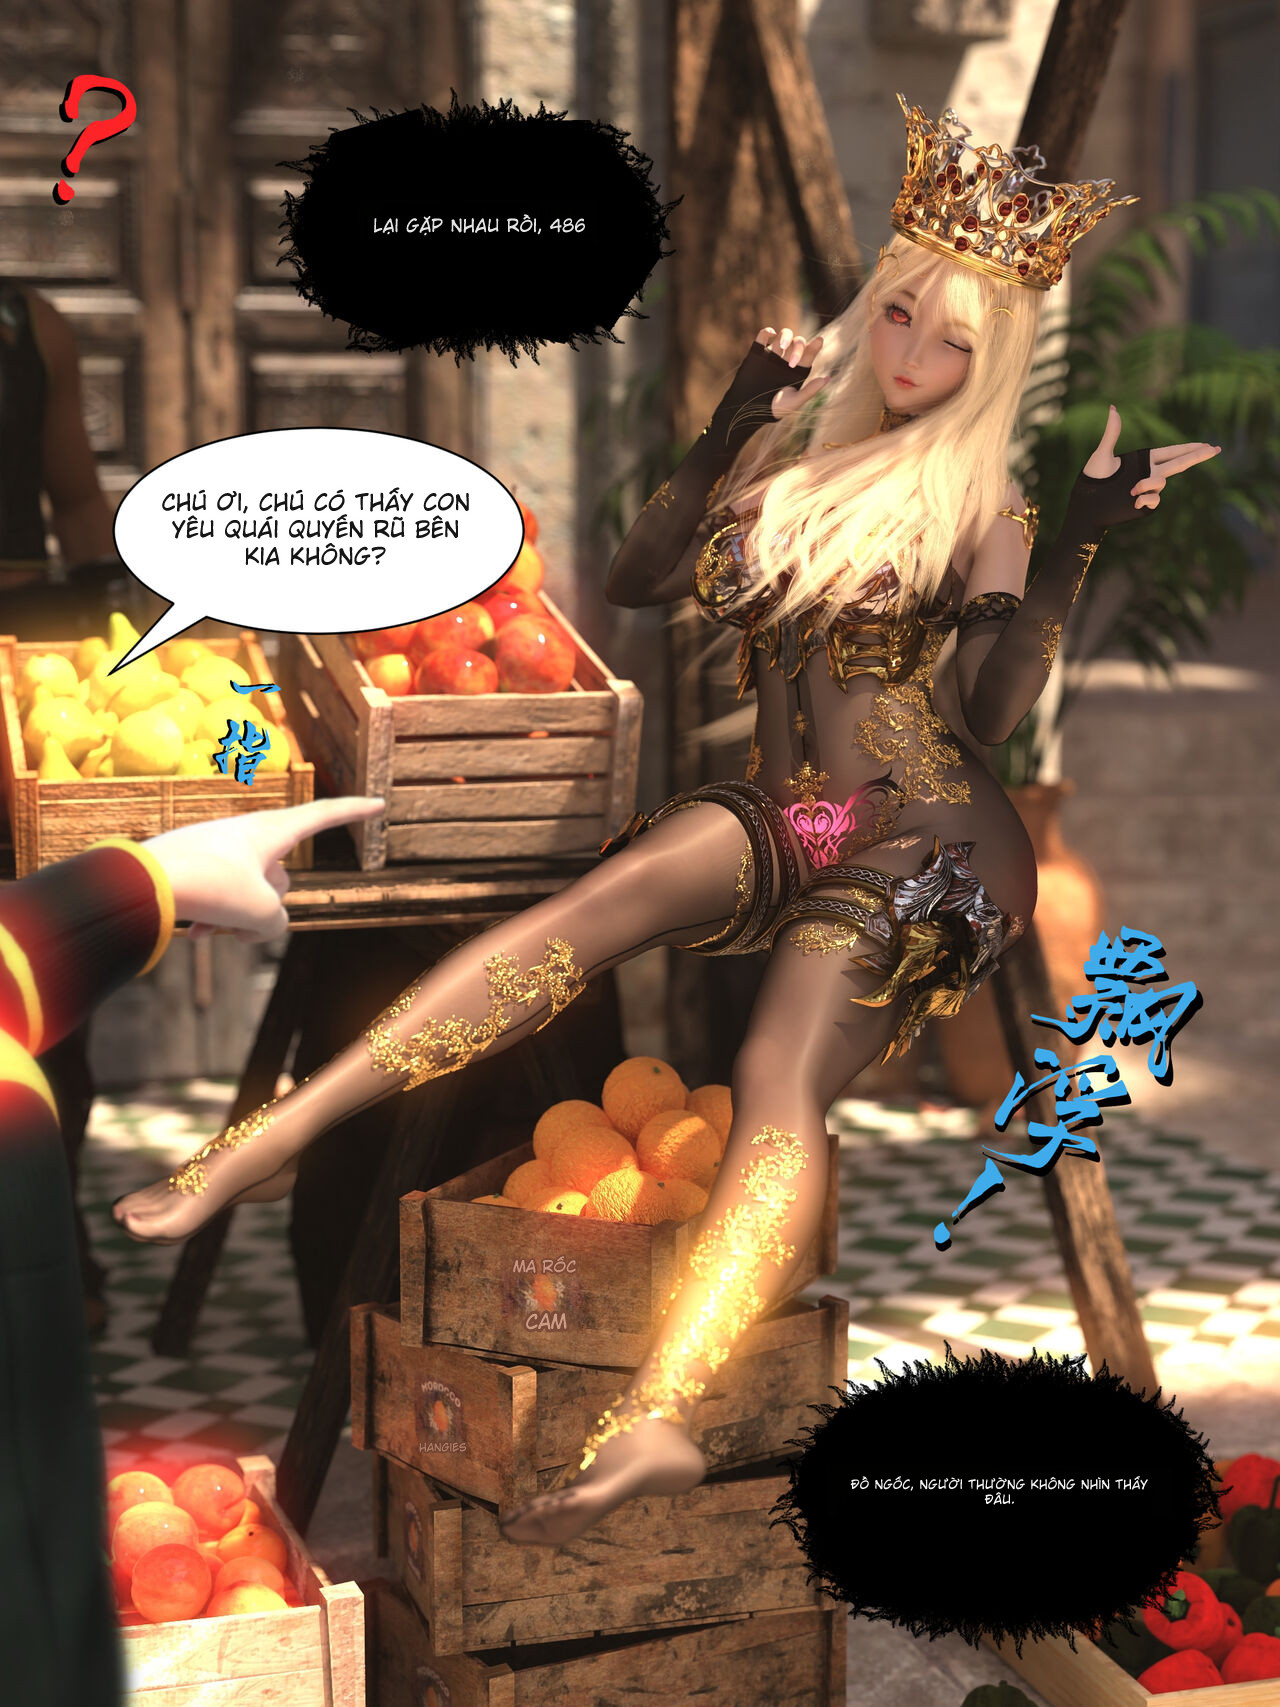 ?
LẠI GẶP NHAU RỒI, 486
CHÚ ƠI, CHÚ CÓ THẤY CON
YÊU QUÁI QUYẾN RŨ BÊN
KIA KHÔNG?
一
指
MA RỐC
CAM
MOROCCO
HANGIES
ĐỒ NGỐC, NGƯỜI THƯỜNG KHÔNG NHÌN THẤY
ĐÂU.